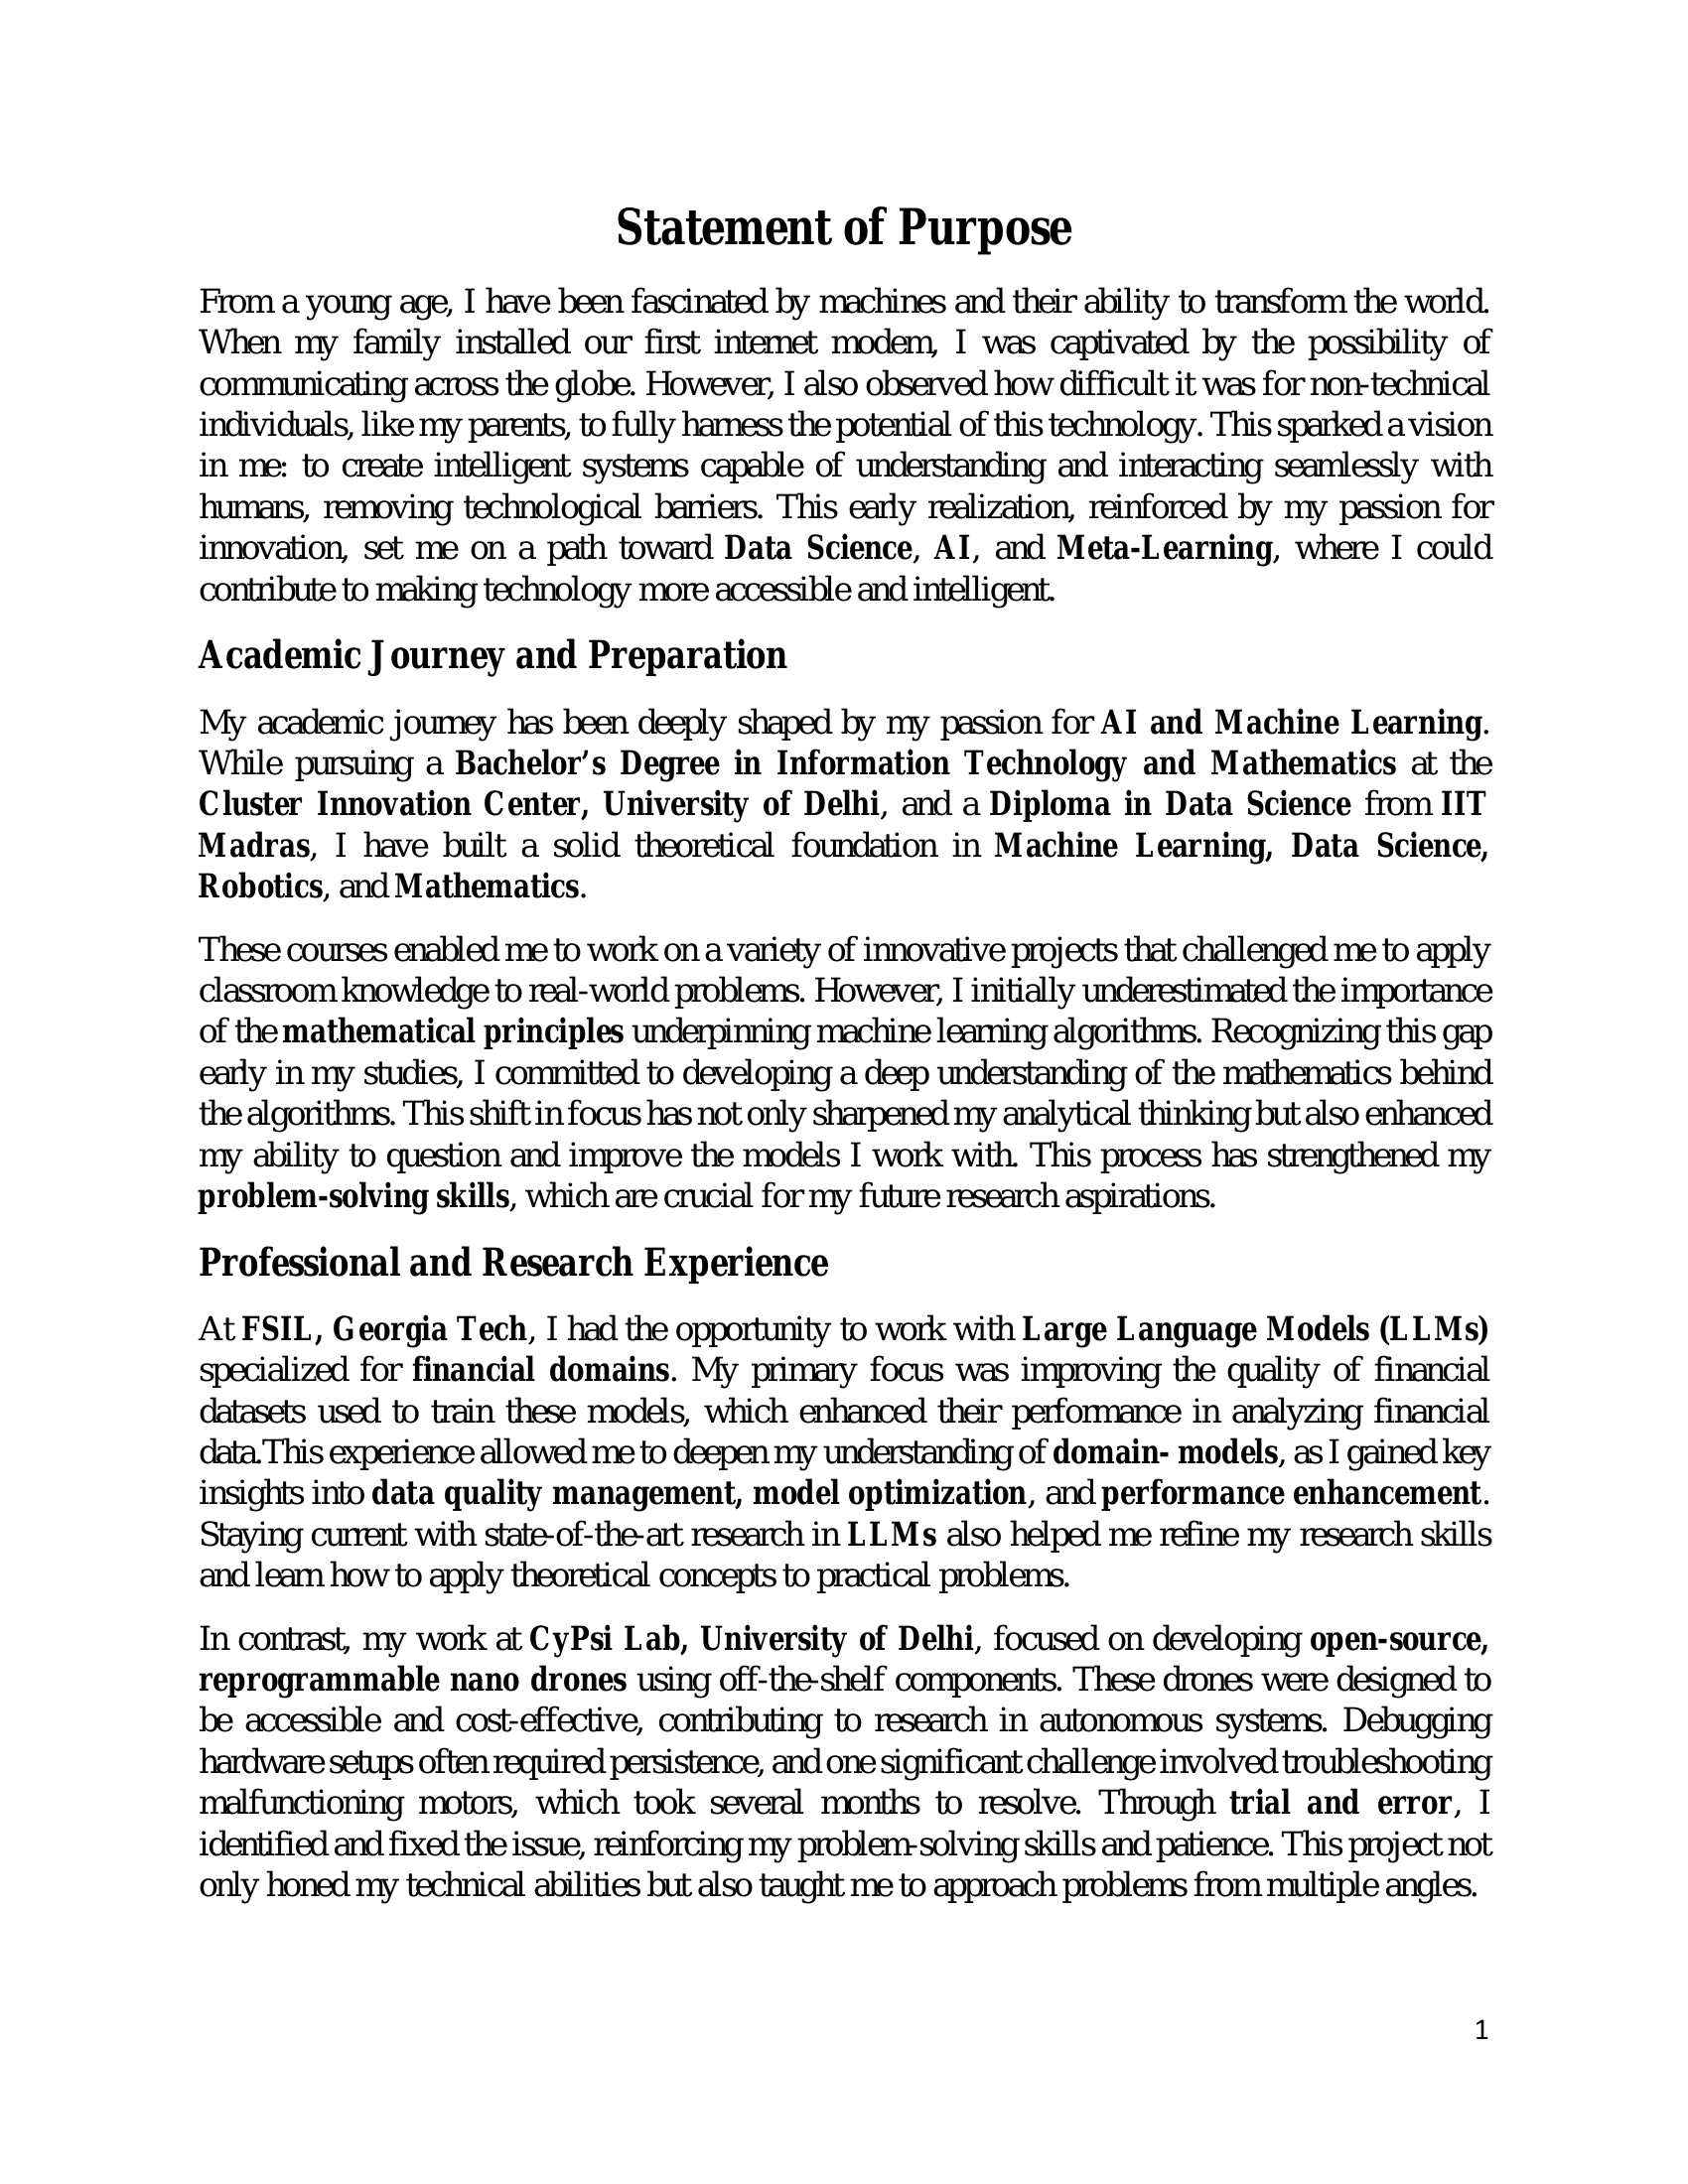 Statement of Purpose
From a young age, I have been fascinated by machines and their ability to transform the world.
When my family installed our first internet modem, I was captivated by the possibility of
communicating across the globe. However, I also observed how difficult it was for non-technical
individuals, like my parents, to fully harness the potential of this technology. This sparked a vision
in me: to create intelligent systems capable of understanding and interacting seamlessly with
humans, removing technological barriers. This early realization, reinforced by my passion for
innovation, set me on a path toward Data Science, AI, and Meta-Learning, where I could
contribute to making technology more accessible and intelligent.
Academic Journey and Preparation
My academic journey has been deeply shaped by my passion for AI and Machine Learning.
While pursuing a Bachelor’s Degree in Information Technology and Mathematics at the
Cluster Innovation Center, University of Delhi, and a Diploma in Data Science from IIT
Madras, I have built a solid theoretical foundation in Machine Learning, Data Science,
Robotics, and Mathematics.
These courses enabled me to work on a variety of innovative projects that challenged me to apply
classroom knowledge to real-world problems. However, I initially underestimated the importance
of the mathematical principles underpinning machine learning algorithms. Recognizing this gap
early in my studies, I committed to developing a deep understanding of the mathematics behind
the algorithms. This shift in focus has not only sharpened my analytical thinking but also enhanced
my ability to question and improve the models I work with. This process has strengthened my
problem-solving skills, which are crucial for my future research aspirations.
Professional and Research Experience
At FSIL, Georgia Tech, I had the opportunity to work with Large Language Models (LLMs)
specialized for financial domains. My primary focus was improving the quality of financial
datasets used to train these models, which enhanced their performance in analyzing financial
data.This experience allowed me to deepen my understanding of domain- models, as I gained key
insights into data quality management, model optimization, and performance enhancement.
Staying current with state-of-the-art research in LLMs also helped me refine my research skills
and learn how to apply theoretical concepts to practical problems.
In contrast, my work at CyPsi Lab, University of Delhi, focused on developing open-source,
reprogrammable nano drones using off-the-shelf components. These drones were designed to
be accessible and cost-effective, contributing to research in autonomous systems. Debugging
hardware setups often required persistence, and one significant challenge involved troubleshooting
malfunctioning motors, which took several months to resolve. Through trial and error, I
identified and fixed the issue, reinforcing my problem-solving skills and patience. This project not
only honed my technical abilities but also taught me to approach problems from multiple angles.
1